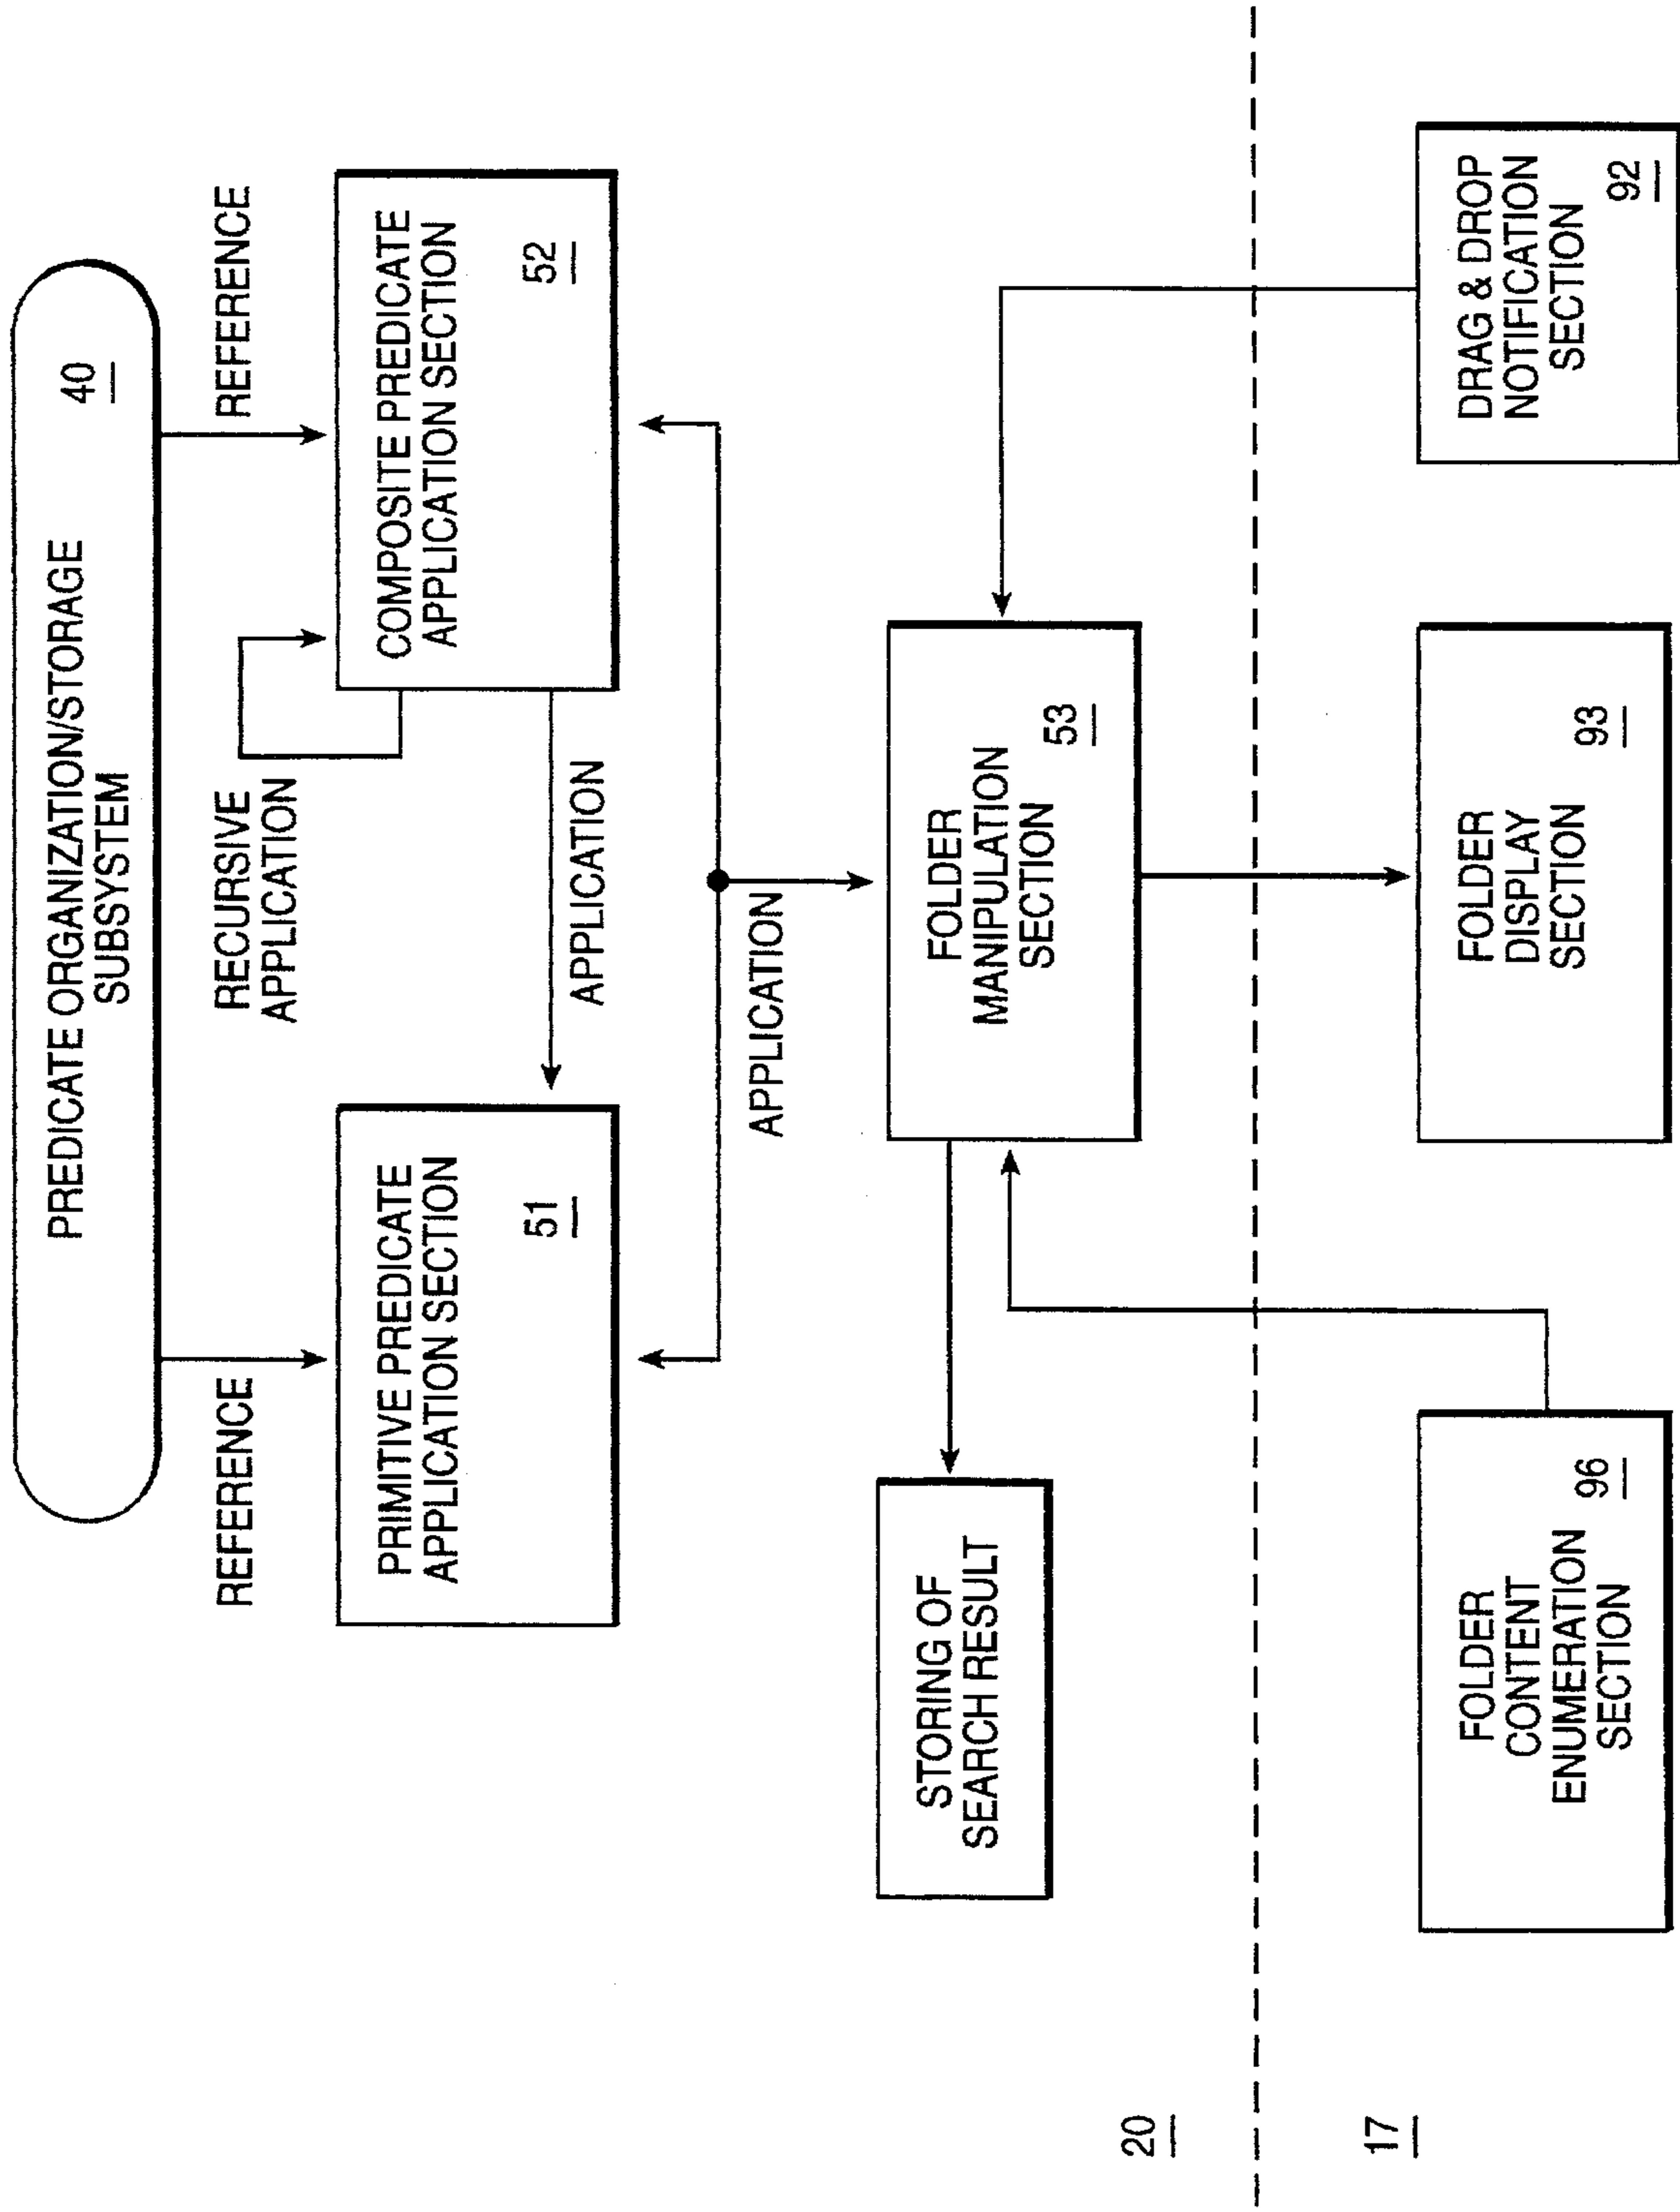 PREDICATE ORGANIZATION/STORAGE
SUBSYSTEM
40
REFERENCE
RECURSIVE
APPLICATION
REFERENCE
PRIMITIVE PREDICATE
APPLICATION SECTION
51
APPLICATION
COMPOSITE PREDICATE
APPLICATION SECTION
52
APPLICATION
STORING OF
SEARCH RESULT
FOLDER
MANIPULATION
SECTION
53
20
17
FOLDER
CONTENT
ENUMERATION
SECTION
96
FOLDER
DISPLAY
SECTION
93
DRAG & DROP
NOTIFICATION
SECTION
92